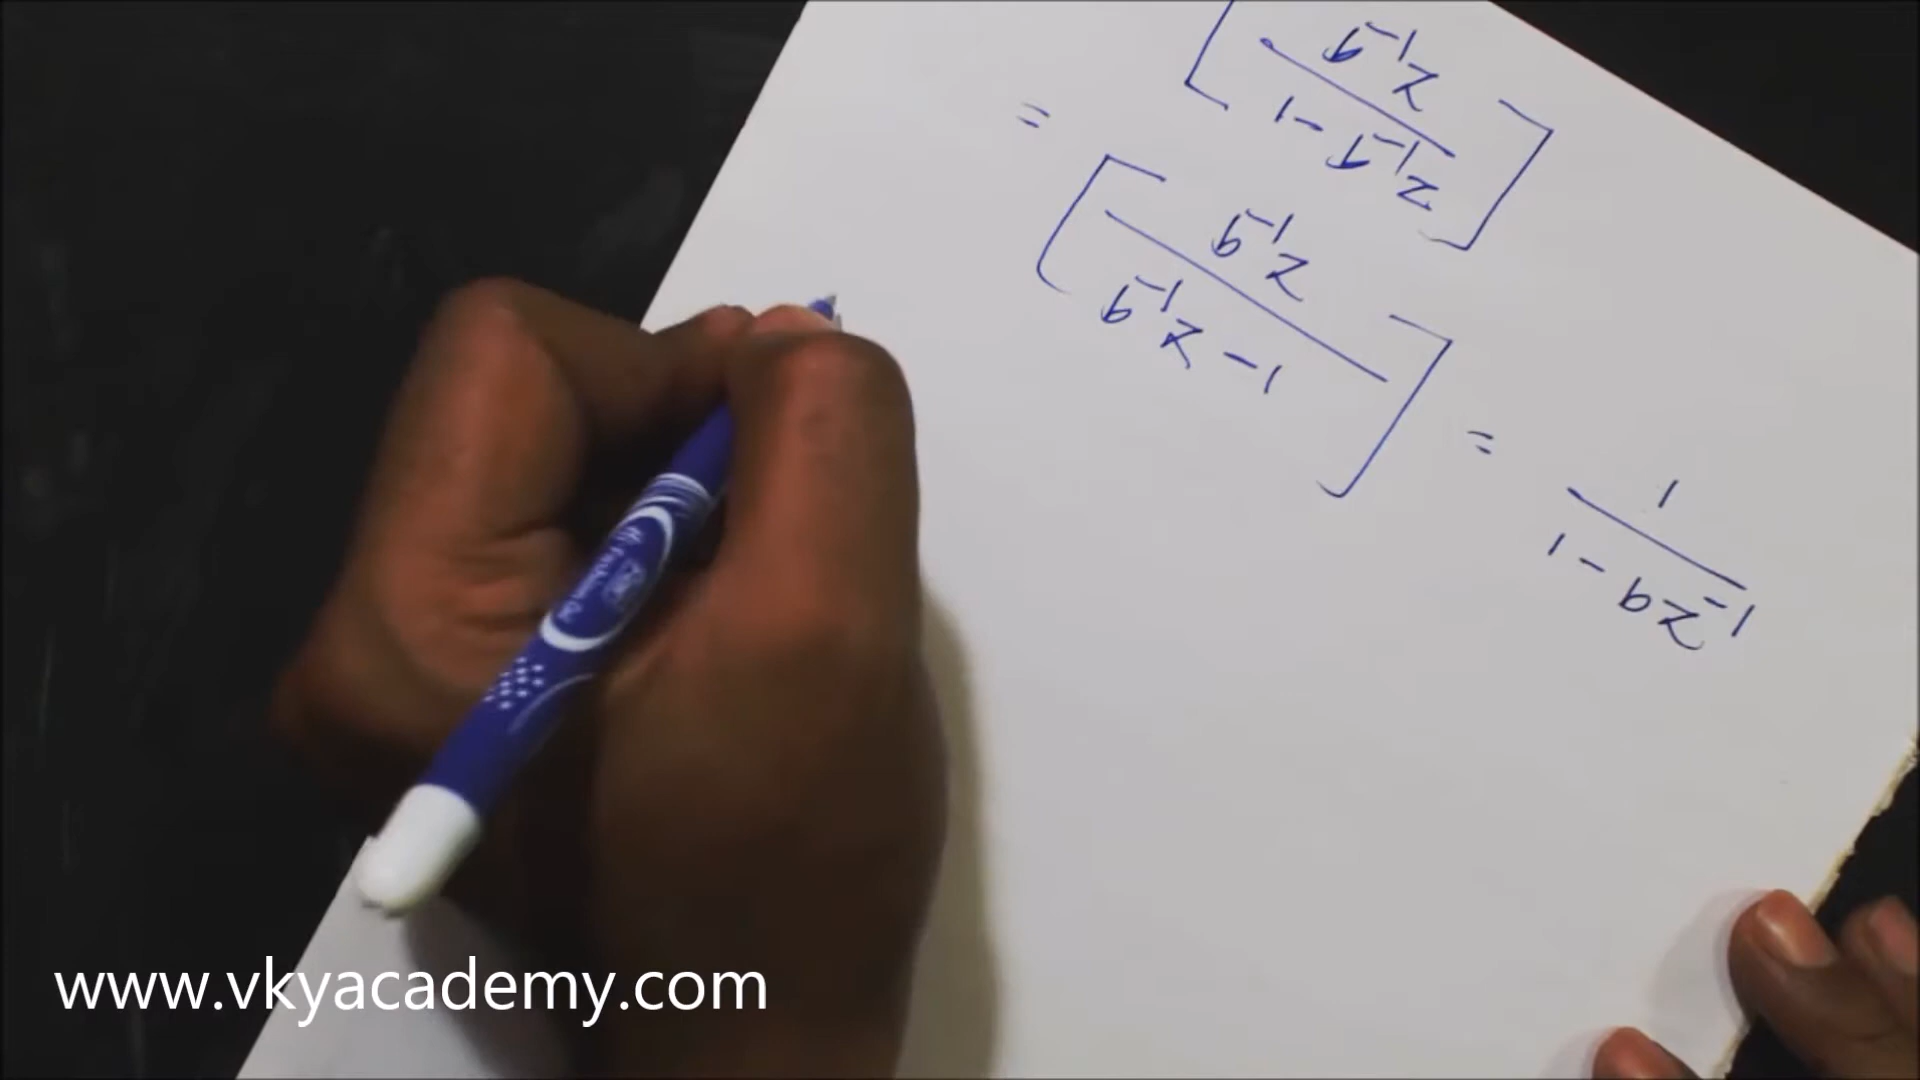 [ b⁻¹z
1 - b⁻¹z ]
=
[ b⁻¹z
b⁻¹z - 1 ]
= 1
1 - bz⁻¹
www.vkyacademy.com